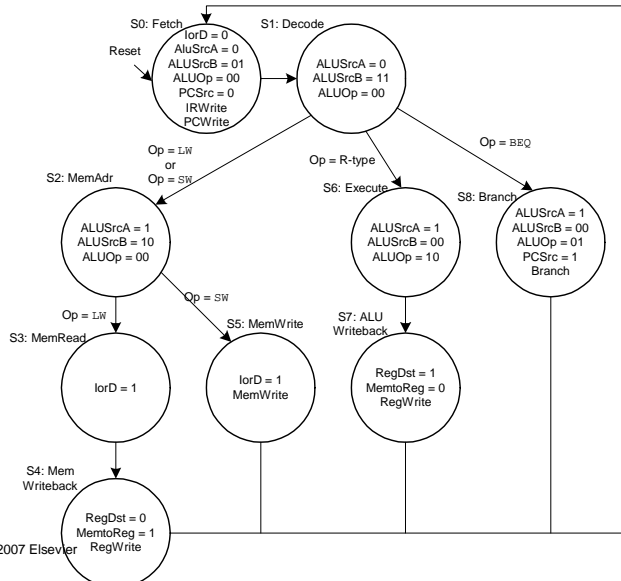 S0: Fetch
S1: Decode
Reset
IorD = 0
AluSrcA = 0
ALUSrcB = 01
ALUOp = 00
PCSrc = 0
IRWrite
PCWrite
ALUSrcA = 0
ALUSrcB = 11
ALUOp = 00
Op = LW
or
Op = SW
Op = R-type
Op = BEQ
S2: MemAdr
S6: Execute
S8: Branch
ALUSrcA = 1
ALUSrcB = 10
ALUOp = 00
ALUSrcA = 1
ALUSrcB = 00
ALUOp = 10
ALUSrcA = 1
ALUSrcB = 00
ALUOp = 01
PCSrc = 1
Branch
Op = LW
Op = SW
S3: MemRead
S5: MemWrite
S7: ALU
Writeback
IorD = 1
IorD = 1
MemWrite
RegDst = 1
MemtoReg = 0
RegWrite
S4: Mem
Writeback
RegDst = 0
MemtoReg = 1
RegWrite
2007 Elsevier